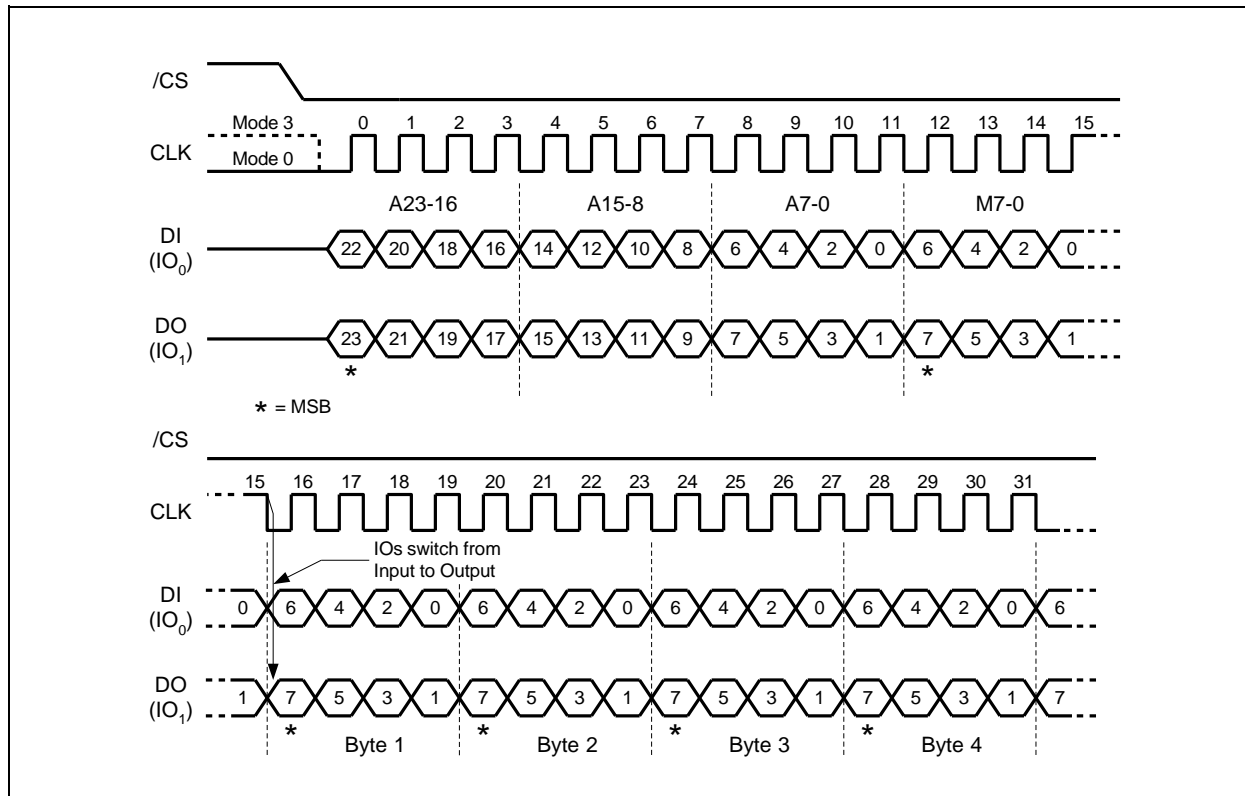 /CS
Mode 3
0 1 2 3 4 5 6 7 8 9 10 11 12 13 14 15
CLK
Mode 0
A23-16 A15-8 A7-0 M7-0
DI
(IO0)
22 20 18 16 14 12 10 8 6 4 2 0 6 4 2 0
DO
(IO1)
23 21 19 17 15 13 11 9 7 5 3 1 7 5 3 1
* *
* = MSB
/CS
15 16 17 18 19 20 21 22 23 24 25 26 27 28 29 30 31
CLK
IOs switch from
Input to Output
DI
(IO0)
0 6 4 2 0 6 4 2 0 6 4 2 0 6 4 2 0 6
DO
(IO1)
1 7 5 3 1 7 5 3 1 7 5 3 1 7 5 3 1 7
* * * *
Byte 1 Byte 2 Byte 3 Byte 4